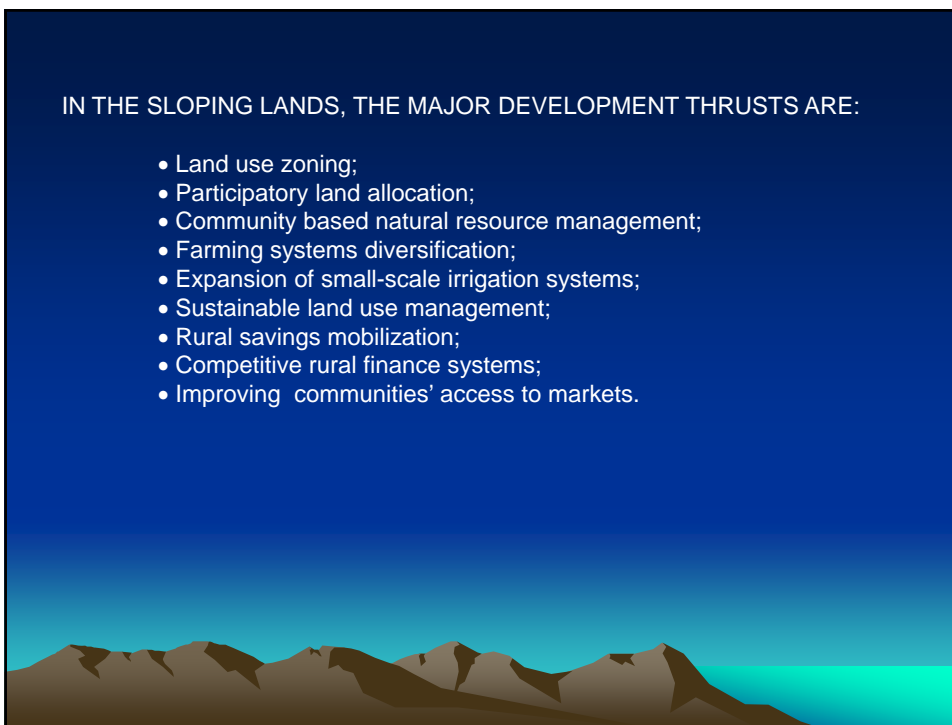 IN THE SLOPING LANDS, THE MAJOR DEVELOPMENT THRUSTS ARE:
• Land use zoning;
• Participatory land allocation;
• Community based natural resource management;
• Farming systems diversification;
• Expansion of small-scale irrigation systems;
• Sustainable land use management;
• Rural savings mobilization;
• Competitive rural finance systems;
• Improving  communities’ access to markets.